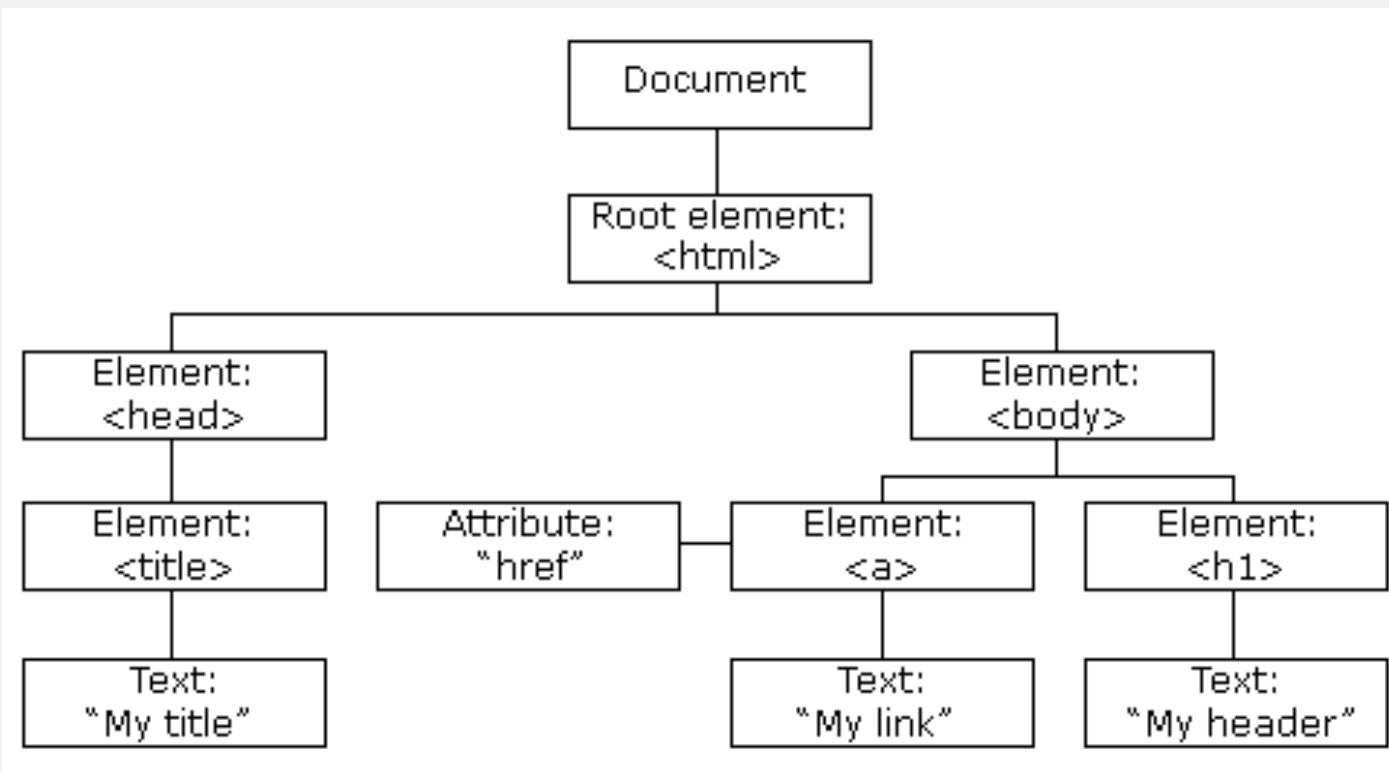 Document
Root element:
<html>
Element:
<head>
Element:
<body>
Element:
<title>
Attribute:
“href”
Element:
<a>
Element:
<h1>
Text:
“My title”
Text:
“My link”
Text:
“My header”